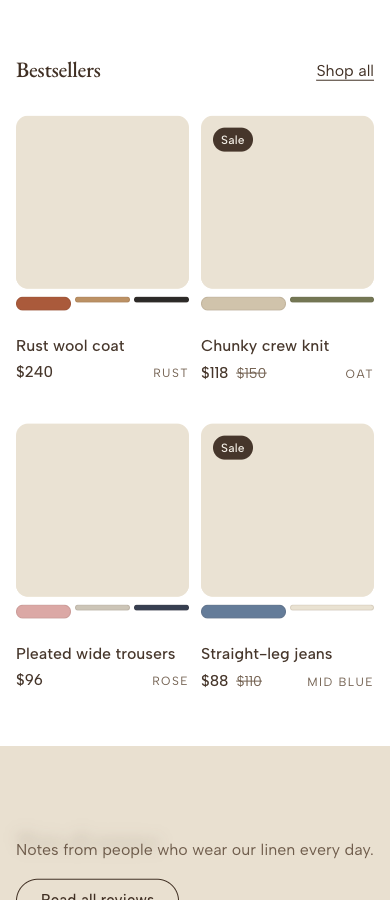 Bestsellers
Shop all
Sale
Rust wool coat
$240
RUST
Chunky crew knit
$118 $150
OAT
Sale
Pleated wide trousers
$96
ROSE
Straight-leg jeans
$88 $110
MID BLUE
Notes from people who wear our linen every day.
Read all reviews